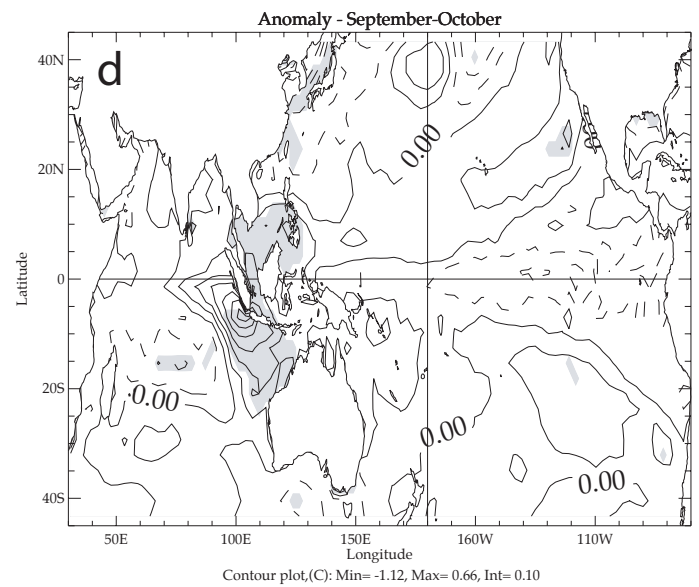 Anomaly - September-October
d
40N
20N
0
20S
40S
Latitude
0.00
0.00
0.00
0.00
50E
100E
150E
160W
110W
Longitude
Contour plot,(C): Min= -1.12, Max= 0.66, Int= 0.10